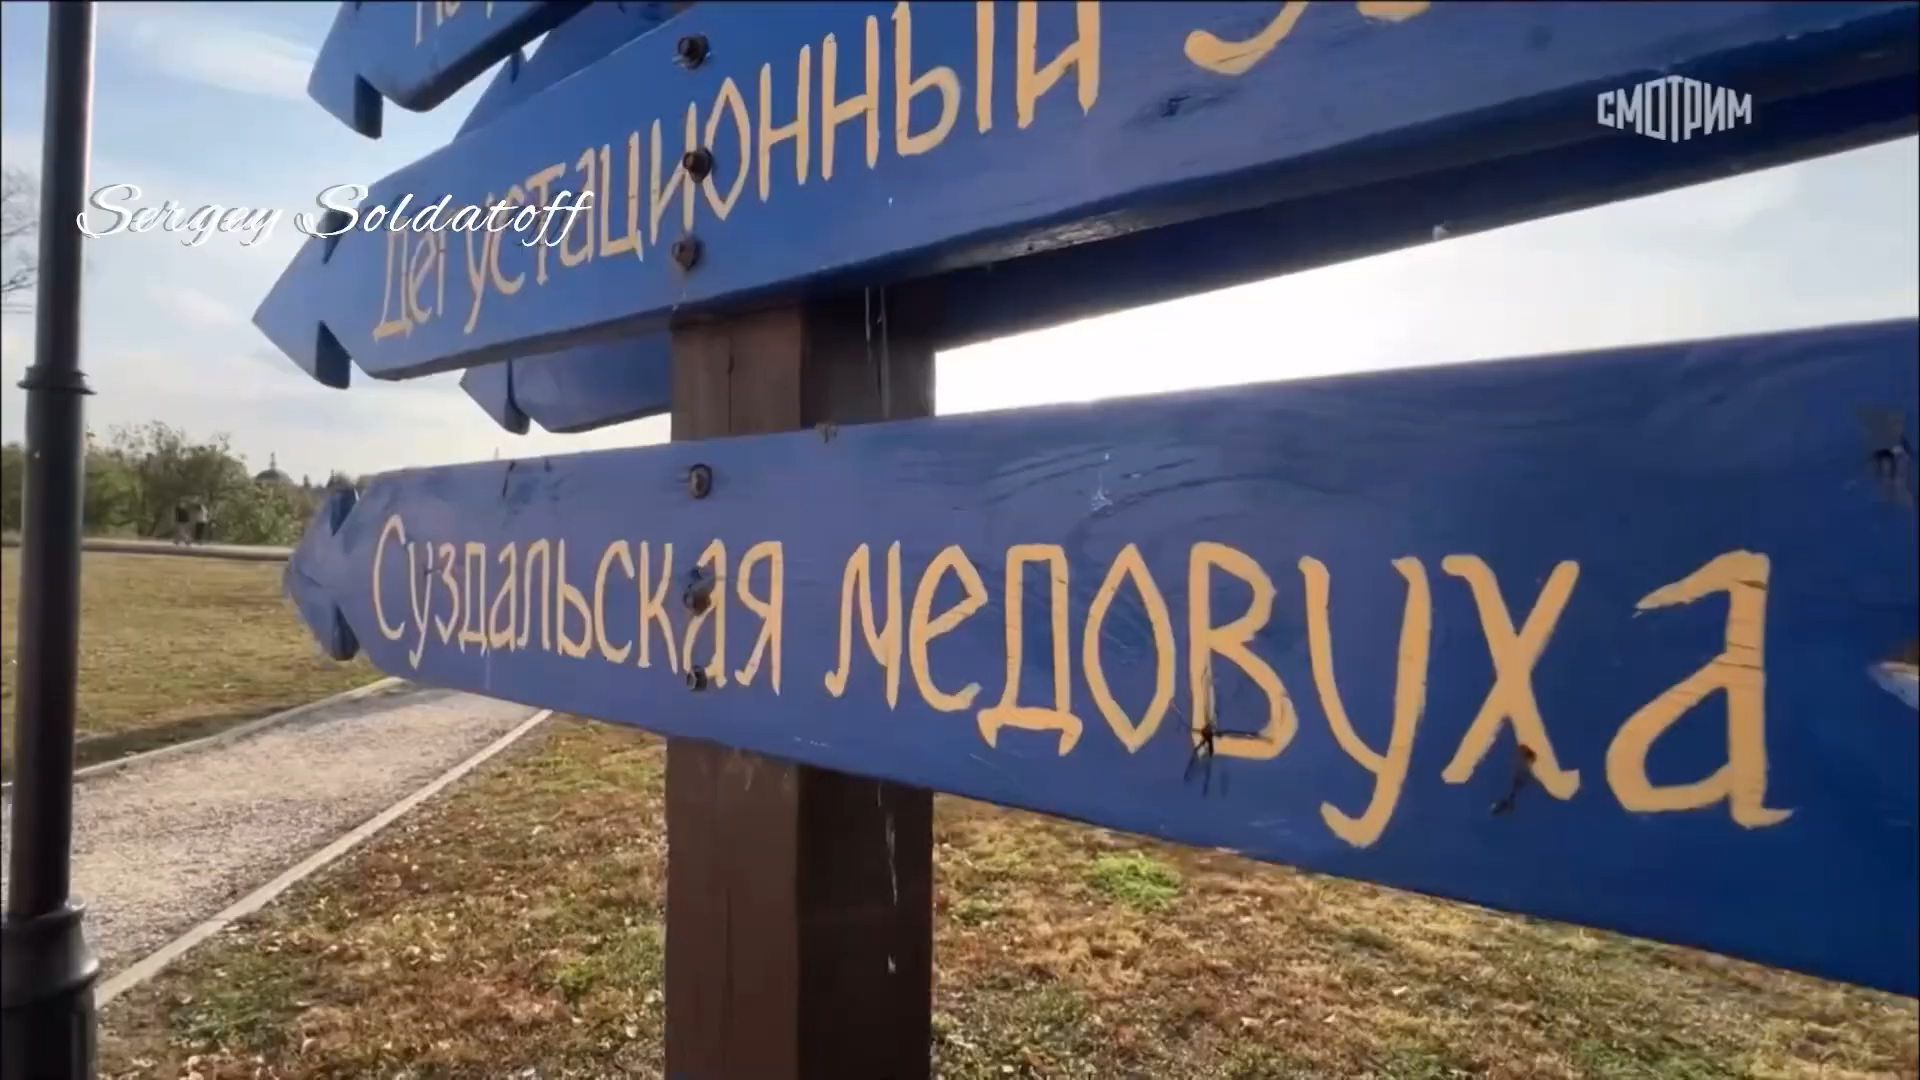 Дегустационный
СМОТРИМ
Sergey Soldatoff
Суздальская медовуха